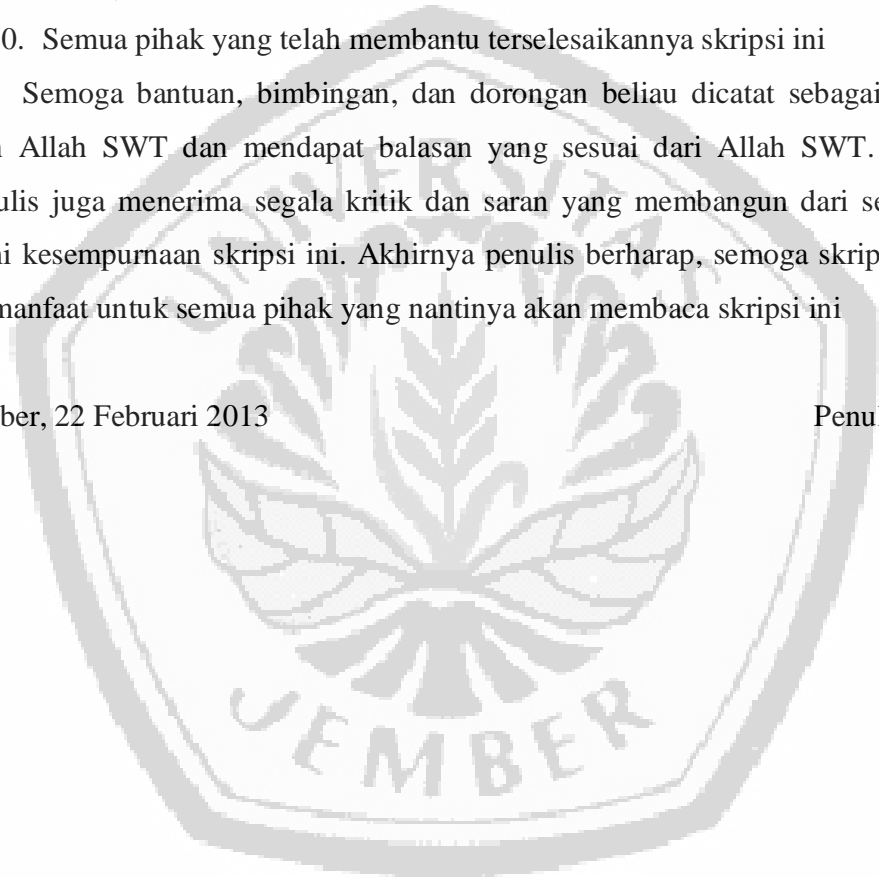 0. Semua pihak yang telah membantu terselesaikannya skripsi ini
Semoga bantuan, bimbingan, dan dorongan beliau dicatat sebagai
Allah SWT dan mendapat balasan yang sesuai dari Allah SWT.
ulis juga menerima segala kritik dan saran yang membangun dari se
i kesempurnaan skripsi ini. Akhirnya penulis berharap, semoga skrip
manfaat untuk semua pihak yang nantinya akan membaca skripsi ini
ber, 22 Februari 2013 Penul
UNIVERSITAS
JEMBER